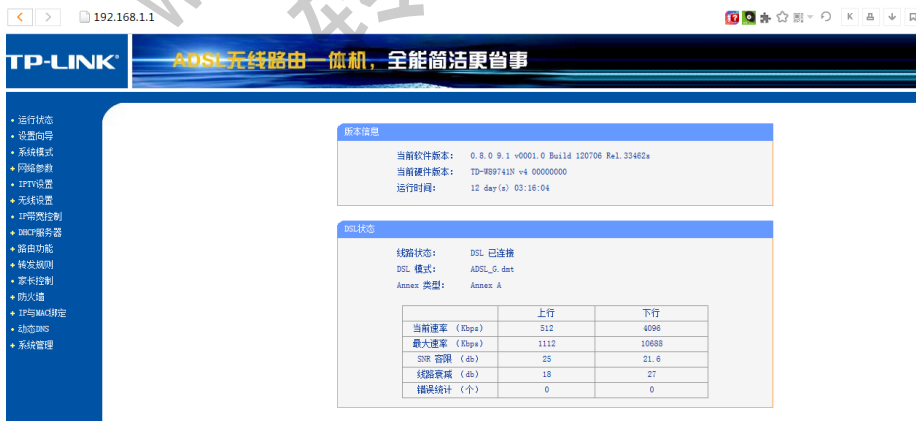 192.168.1.1
TP-LINK®
ADSL无线路由一体机，全能简洁更省事
运行状态
设置向导
系统模式
网络参数
IPTV设置
无线设置
IP带宽控制
DHCP服务器
路由功能
转发规则
家长控制
防火墙
IP与MAC绑定
动态DNS
系统管理
版本信息
当前软件版本： 0.8.0 9.1 v0001.0 Build 120706 Rel.33462s
当前硬件版本： TD-W89741N v4 00000000
运行时间： 12 day(s) 03:16:04
DSL状态
线路状态： DSL 已连接
DSL 模式： ADSL_G.dmt
Annex 类型： Annex A
上行 下行
当前速率 （Kbps） 512 4096
最大速率 （Kbps） 1112 10688
SNR 容限 （db） 25 21.6
线路衰减 （db） 18 27
错误统计 （个） 0 0